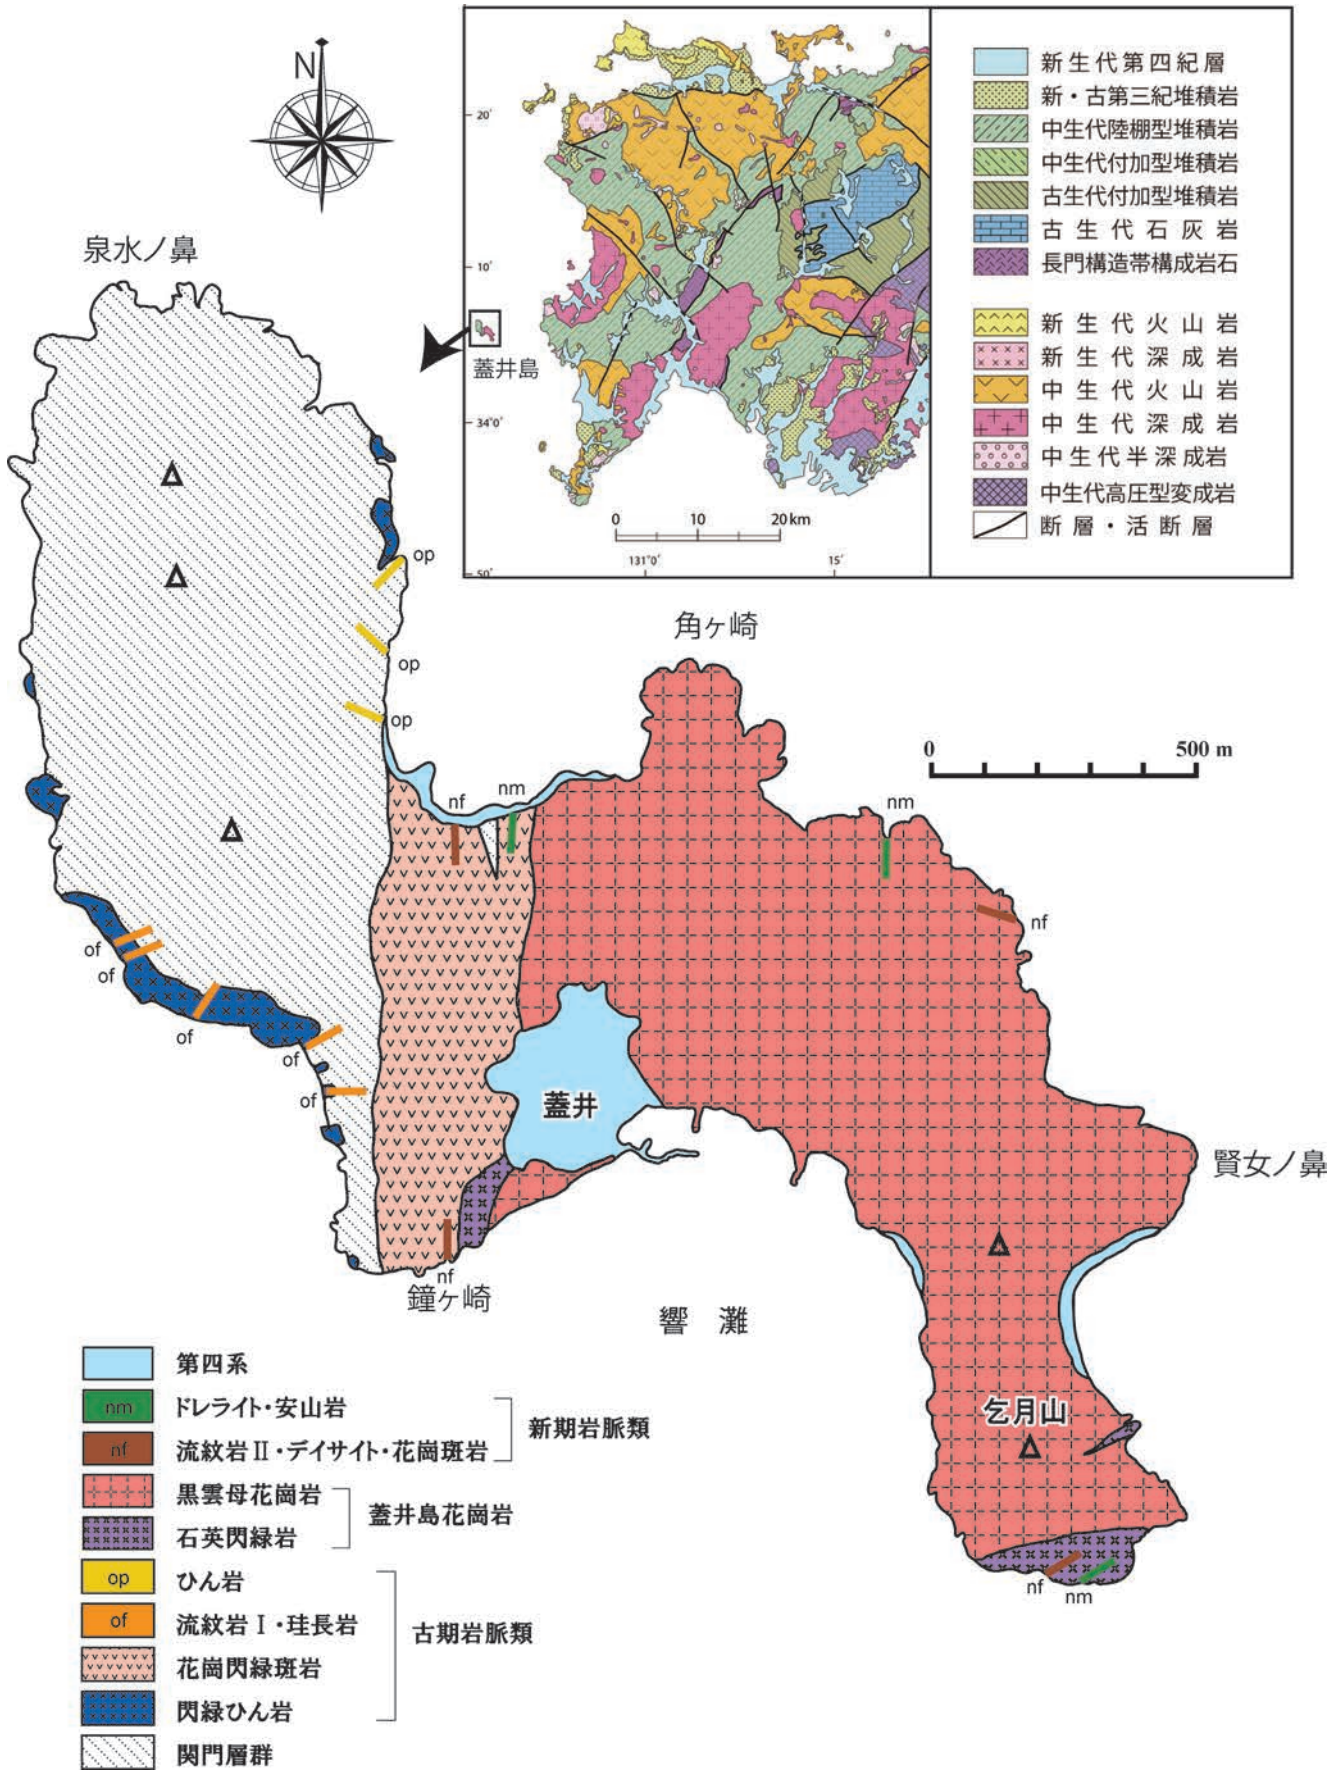 N
20'
10'
34°0'
50'
131°0'
15'
0 10 20 km
蓋井島
新生代第四紀層
新・古第三紀堆積岩
中生代陸棚型堆積岩
中生代付加型堆積岩
古生代付加型堆積岩
古生代石灰岩
長門構造帯構成岩石
新生代火山岩
新生代深成岩
中生代火山岩
中生代深成岩
中生代半深成岩
中生代高圧型変成岩
断層・活断層
泉水ノ鼻
op
op
op
角ヶ崎
0 500 m
nf
nm
nm
nf
of
of
of
of
of
蓋井
賢女ノ鼻
nf
鐘ヶ崎
響 灘
乞月山
nf
nm
第四系
nm ドレライト・安山岩
nf 流紋岩Ⅱ・デイサイト・花崗斑岩
新期岩脈類
黒雲母花崗岩
石英閃緑岩
蓋井島花崗岩
op ひん岩
of 流紋岩Ⅰ・珪長岩
花崗閃緑斑岩
閃緑ひん岩
古期岩脈類
関門層群